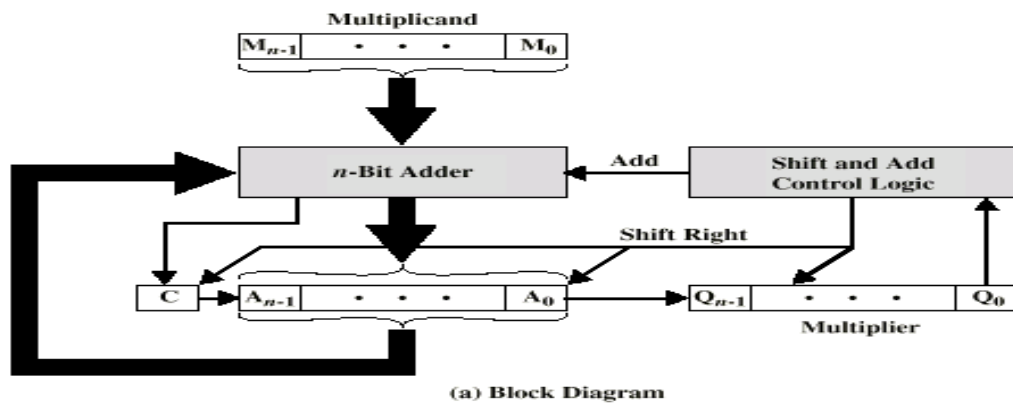 Multiplicand
Mn-1 • • • M0
n-Bit Adder
Add
Shift and Add
Control Logic
Shift Right
C
An-1 • • • A0
Qn-1 • • • Q0
Multiplier
(a) Block Diagram